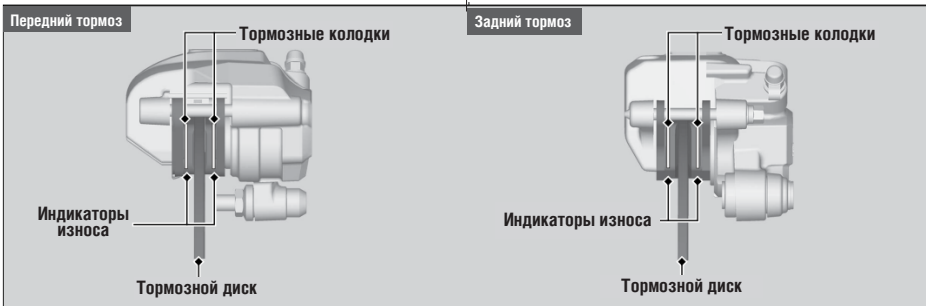 Передний тормоз
Тормозные колодки
Индикаторы
износа
Тормозной диск
Задний тормоз
Тормозные колодки
Индикаторы износа
Тормозной диск